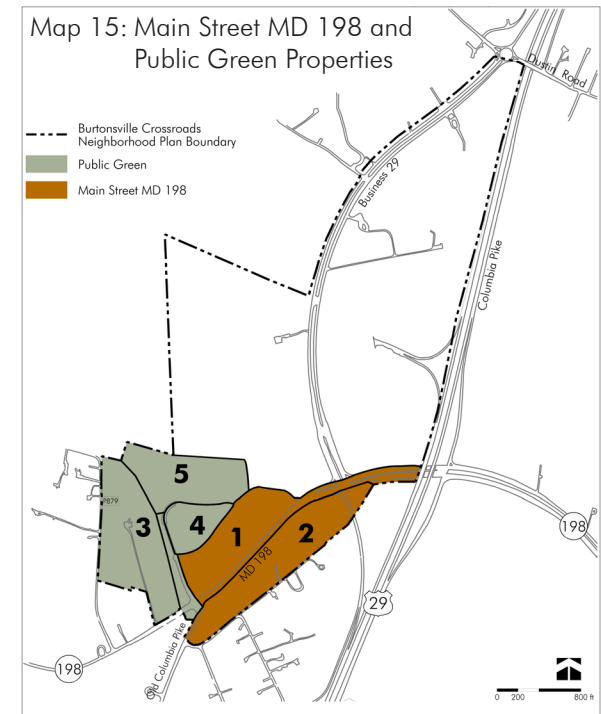 Map 15: Main Street MD 198 and
Public Green Properties
Burtonsville Crossroads
Neighborhood Plan Boundary
Public Green
Main Street MD 198
Dustin Road
Business 29
Columbia Pike
5
P879
3
4
1
2
MD 198
198
29
Old Columbia Pike
198
0 200 800 ft